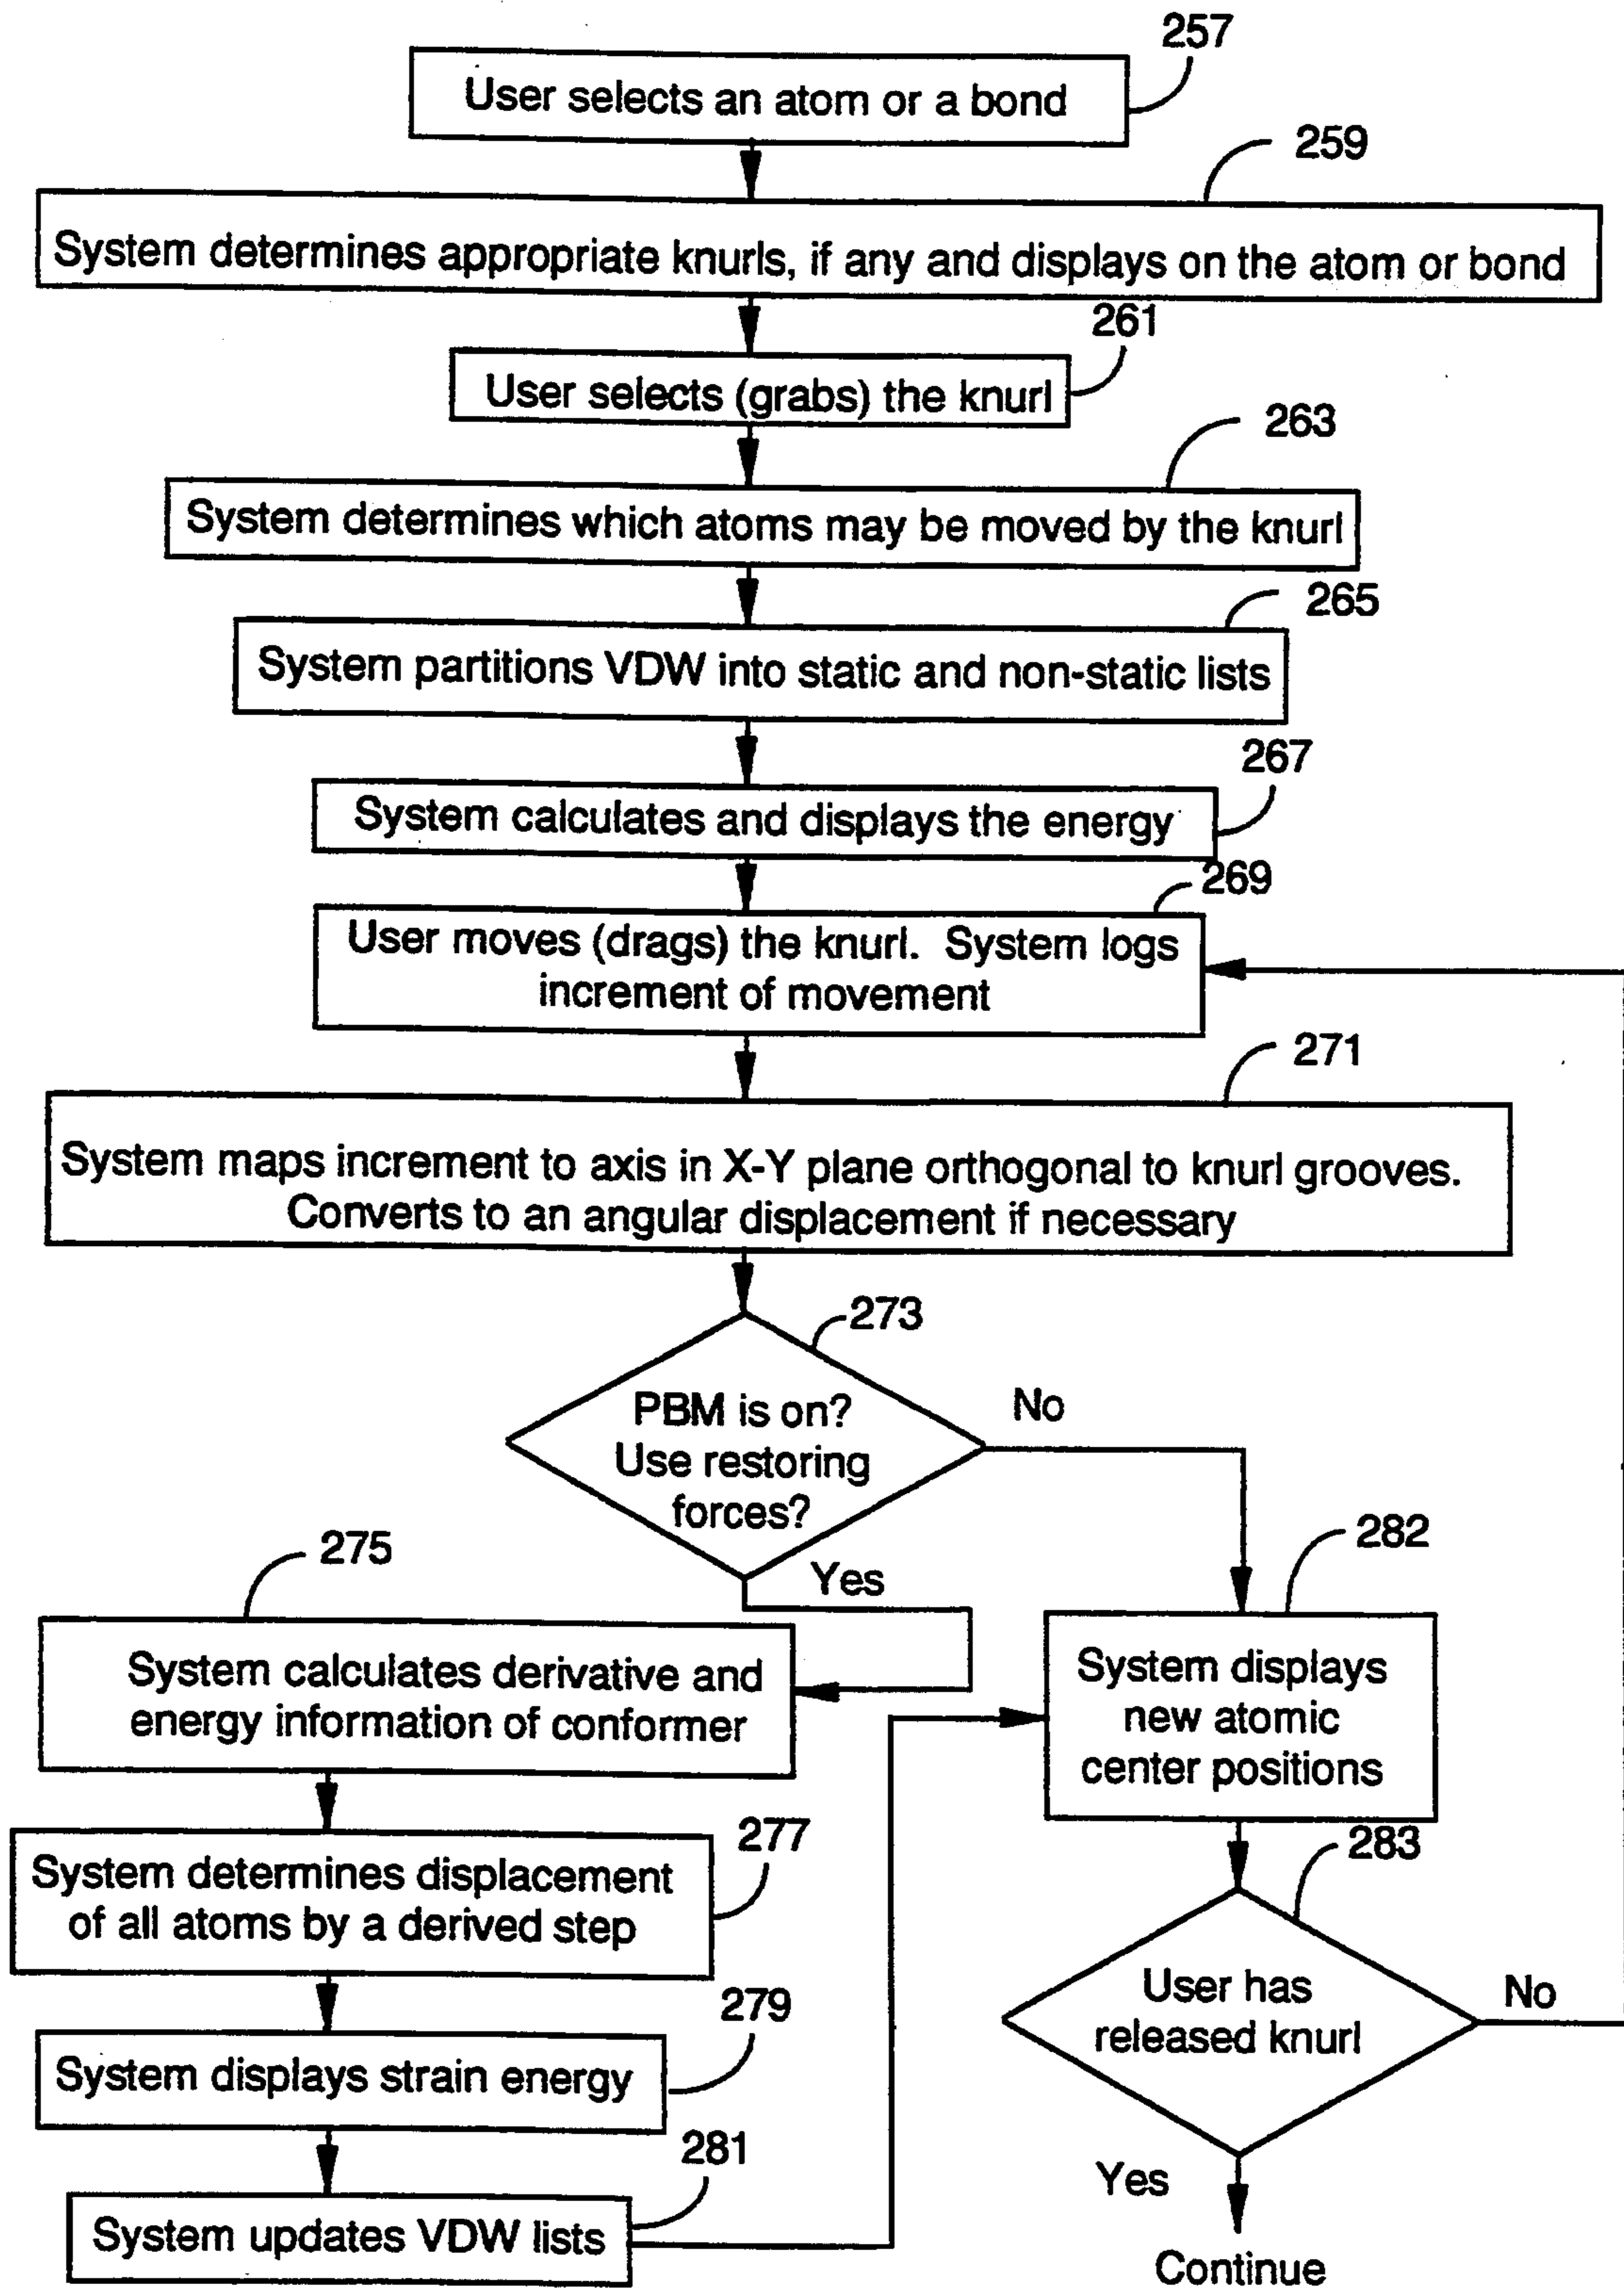 257
User selects an atom or a bond
259
System determines appropriate knurls, if any and displays on the atom or bond
261
User selects (grabs) the knurl
263
System determines which atoms may be moved by the knurl
265
System partitions VDW into static and non-static lists
267
System calculates and displays the energy
269
User moves (drags) the knurl. System logs
increment of movement
271
System maps increment to axis in X-Y plane orthogonal to knurl grooves.
Converts to an angular displacement if necessary
273
PBM is on?
Use restoring
forces?
No
Yes
275
System calculates derivative and
energy information of conformer
282
System displays
new atomic
center positions
277
System determines displacement
of all atoms by a derived step
283
User has
released knurl
No
279
System displays strain energy
281
System updates VDW lists
Yes
Continue